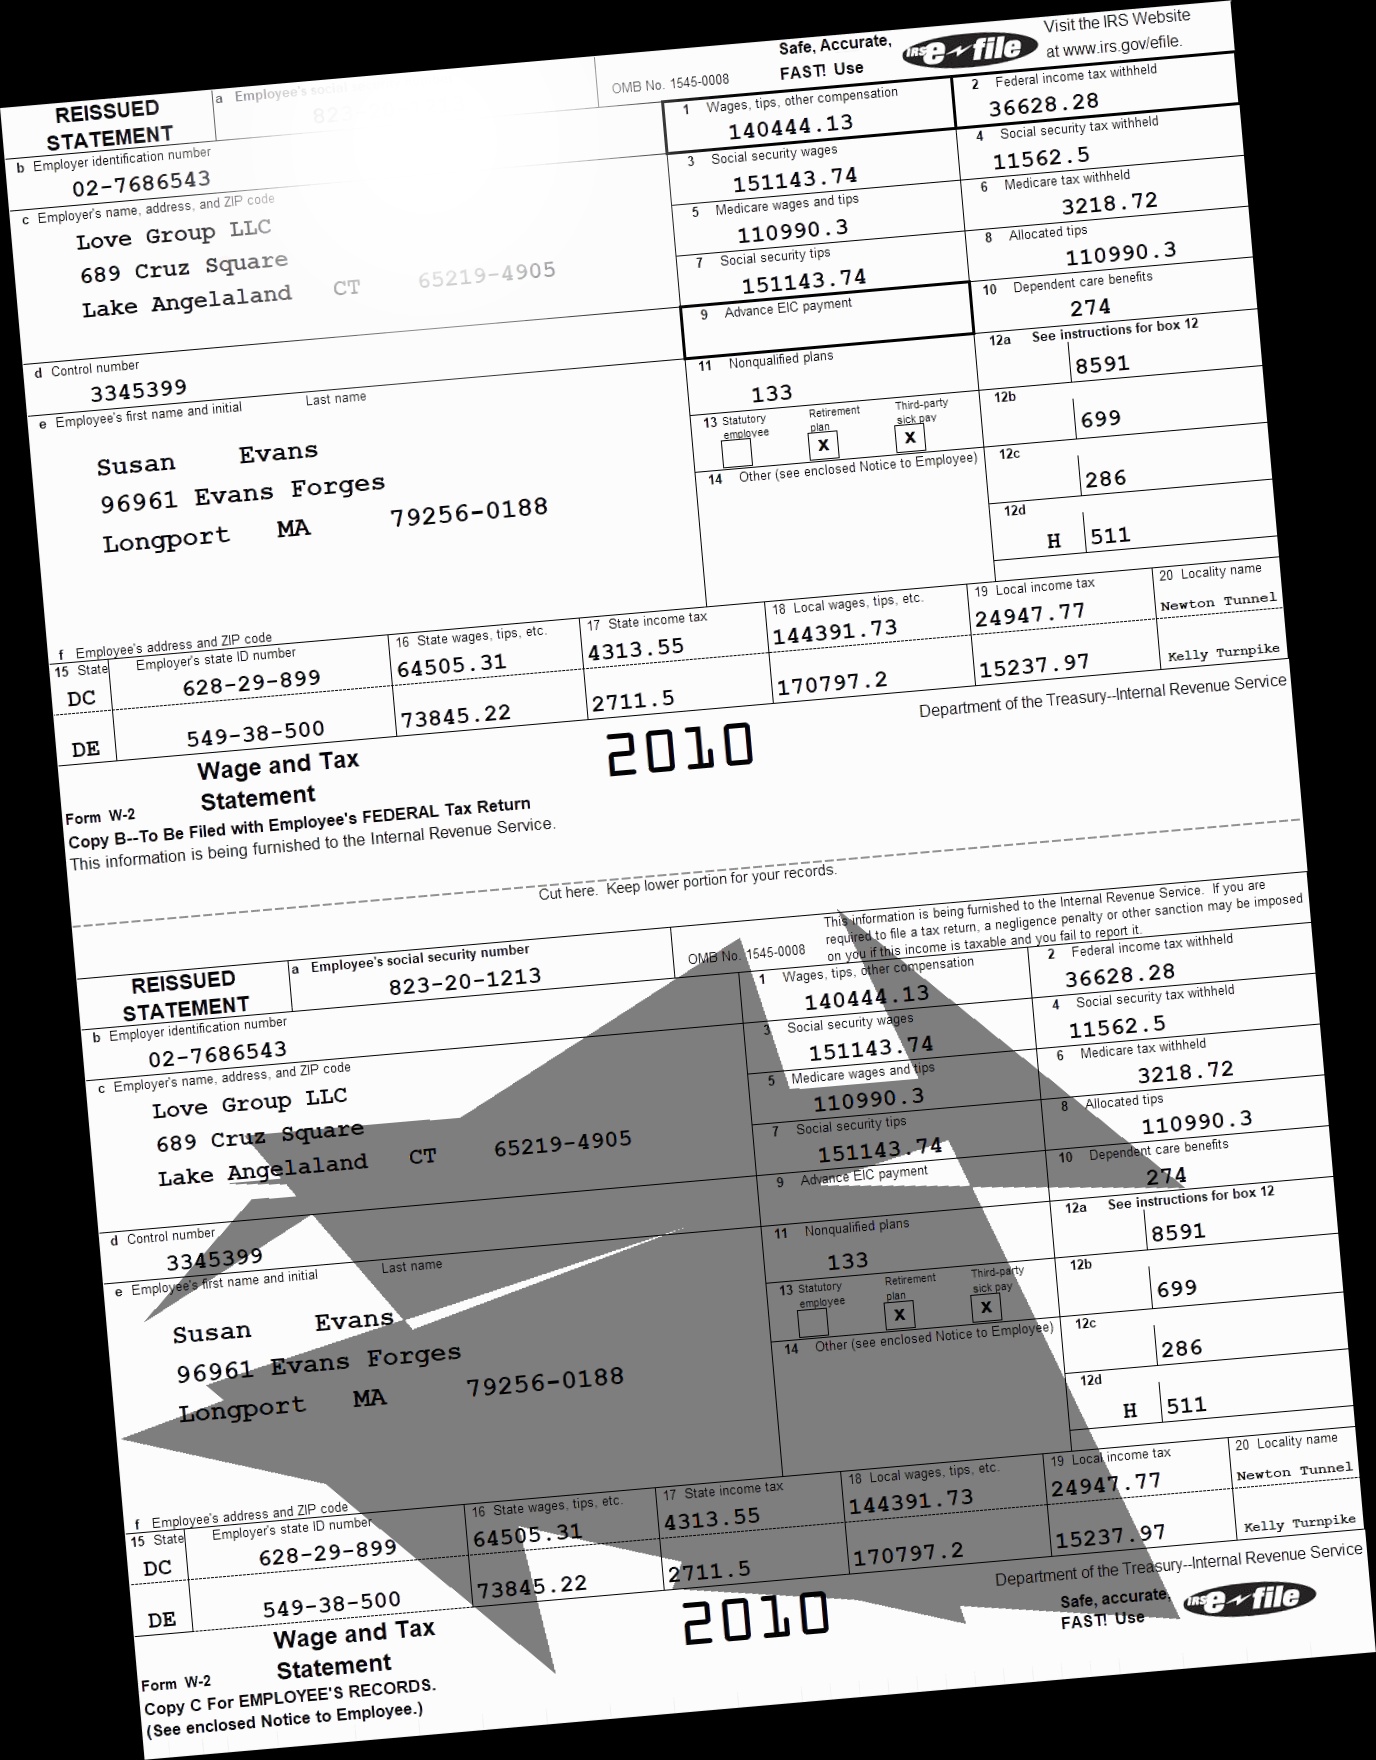 Safe, Accurate,
FAST! Use
IRS e-file
Visit the IRS Website
at www.irs.gov/efile.
REISSUED
STATEMENT
a Employee's social
823
OMB No. 1545-0008
1 Wages, tips, other compensation
140444.13
2 Federal income tax withheld
36628.28
b Employer identification number
02-7686543
3 Social security wages
151143.74
4 Social security tax withheld
11562.5
c Employer's name, address, and ZIP code
Love Group LLC
689 Cruz Square
Lake Angelaland CT 65219-4905
5 Medicare wages and tips
110990.3
6 Medicare tax withheld
3218.72
7 Social security tips
151143.74
8 Allocated tips
110990.3
9 Advance EIC payment
10 Dependent care benefits
274
d Control number
3345399
11 Nonqualified plans
133
12a See instructions for box 12
8591
e Employee's first name and initial Last name
Susan Evans
96961 Evans Forges
Longport MA 79256-0188
13 Statutory employee
Retirement plan
X
Third-party sick pay
X
12b
699
14 Other (see enclosed Notice to Employee)
12c
286
12d
H 511
f Employee's address and ZIP code
15 State Employer's state ID number
16 State wages, tips, etc.
17 State income tax
18 Local wages, tips, etc.
19 Local income tax
20 Locality name
DC 628-29-899 64505.31 4313.55 144391.73 24947.77 Newton Tunnel
DE 549-38-500 73845.22 2711.5 170797.2 15237.97 Kelly Turnpike
Form W-2
Wage and Tax
Statement
2010
Department of the Treasury--Internal Revenue Service
Copy B--To Be Filed with Employee's FEDERAL Tax Return
This information is being furnished to the Internal Revenue Service.
Cut here. Keep lower portion for your records.
This information is being furnished to the Internal Revenue Service. If you are
required to file a tax return, a negligence penalty or other sanction may be imposed
on you if this income is taxable and you fail to report it.
REISSUED
STATEMENT
a Employee's social security number
823-20-1213
OMB No. 1545-0008
1 Wages, tips, other compensation
140444.13
2 Federal income tax withheld
36628.28
b Employer identification number
02-7686543
3 Social security wages
151143.74
4 Social security tax withheld
11562.5
c Employer's name, address, and ZIP code
Love Group LLC
689 Cruz Square
Lake Angelaland CT 65219-4905
5 Medicare wages and tips
110990.3
6 Medicare tax withheld
3218.72
7 Social security tips
151143.74
8 Allocated tips
110990.3
9 Advance EIC payment
10 Dependent care benefits
274
d Control number
3345399
11 Nonqualified plans
133
12a See instructions for box 12
8591
e Employee's first name and initial Last name
Susan Evans
96961 Evans Forges
Longport MA 79256-0188
13 Statutory employee
Retirement plan
X
Third-party sick pay
X
12b
699
14 Other (see enclosed Notice to Employee)
12c
286
12d
H 511
f Employee's address and ZIP code
15 State Employer's state ID number
16 State wages, tips, etc.
17 State income tax
18 Local wages, tips, etc.
19 Local income tax
20 Locality name
DC 628-29-899 64505.31 4313.55 144391.73 24947.77 Newton Tunnel
DE 549-38-500 73845.22 2711.5 170797.2 15237.97 Kelly Turnpike
Form W-2
Wage and Tax
Statement
2010
Department of the Treasury--Internal Revenue Service
Safe, accurate,
FAST! Use
IRS e-file
Copy C For EMPLOYEE'S RECORDS.
(See enclosed Notice to Employee.)